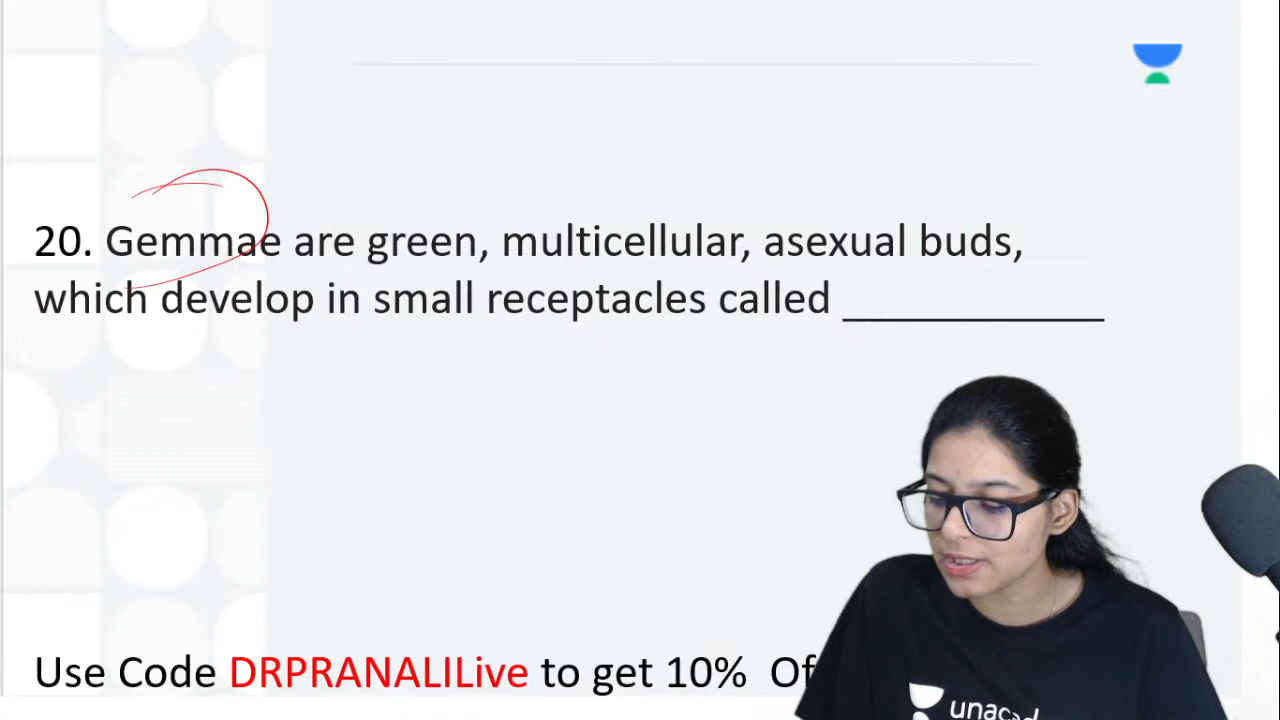 20. Gemmae are green, multicellular, asexual buds,
which develop in small receptacles called ____________
Use Code DRPRANALILive to get 10% Of
unacad